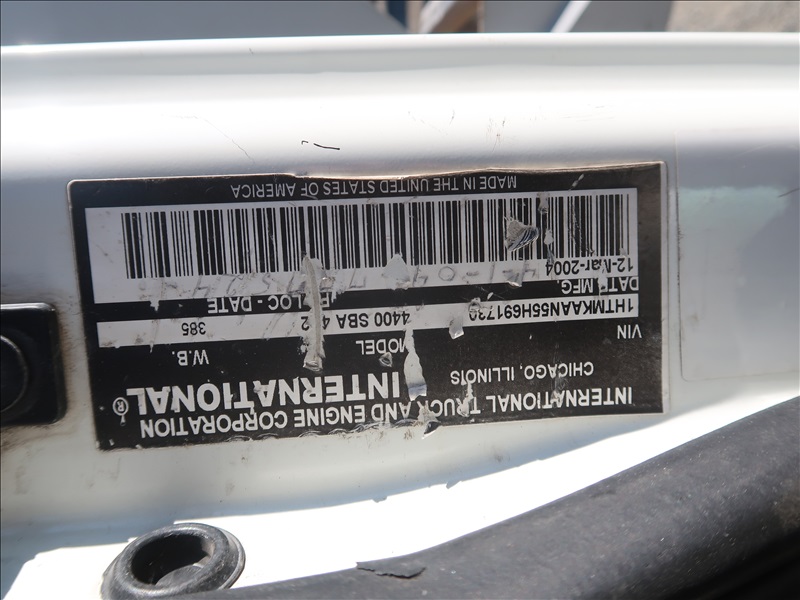 INTERNATIONAL TRUCK AND ENGINE CORPORATION
CHICAGO, ILLINOIS INTERNATIONAL®
VIN MODEL W.B.
1HTMKAAN55H691730 4400 SBA 385
DATE MFG. LOC - DATE
12-Mar-2004
MADE IN THE UNITED STATES OF AMERICA